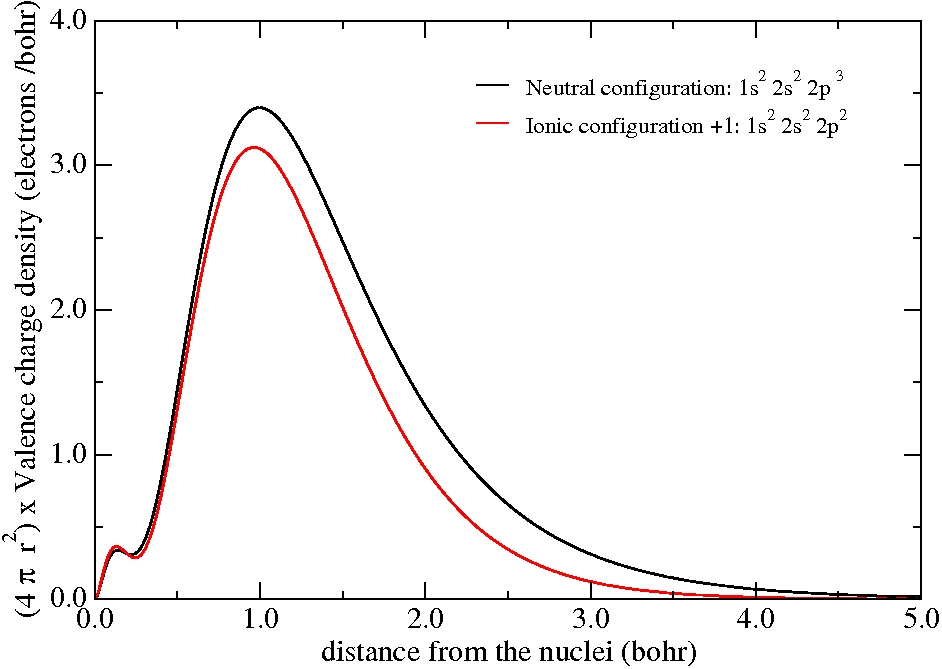 4.0
3.0
2.0
1.0
0.0
(4 π r²) x Valence charge density (electrons /bohr)
Neutral configuration: 1s² 2s² 2p³
Ionic configuration +1: 1s² 2s² 2p²
0.0 1.0 2.0 3.0 4.0 5.0
distance from the nuclei (bohr)